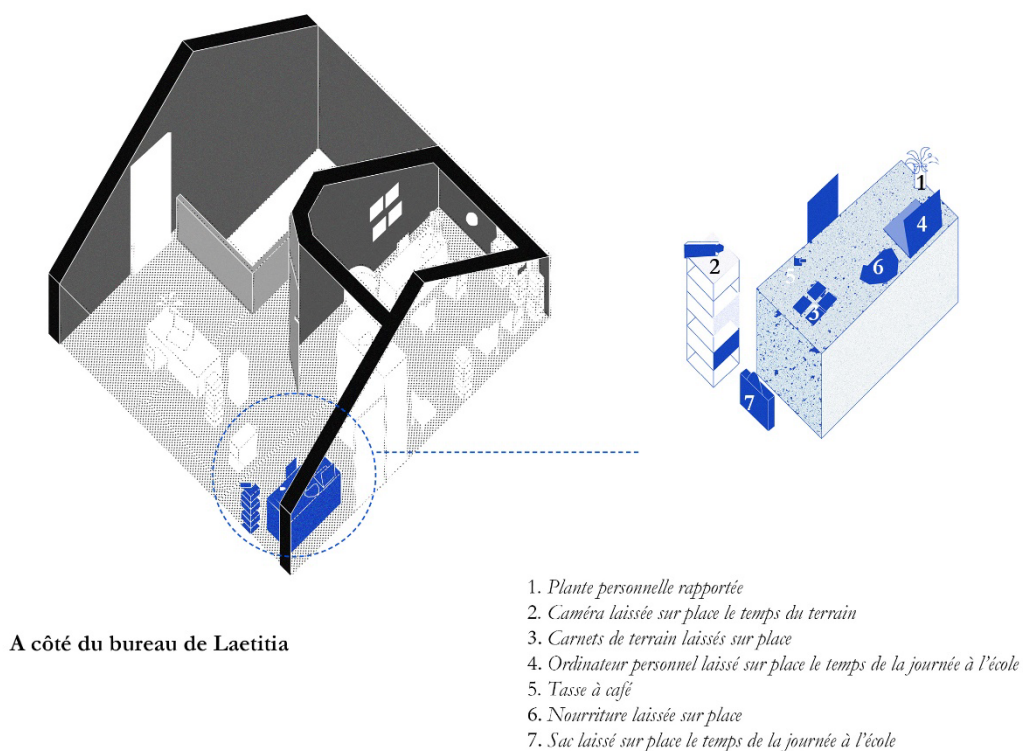 1
4
2
6
5
3
7
A côté du bureau de Laetitia
1. Plante personnelle rapportée
2. Caméra laissée sur place le temps du terrain
3. Carnets de terrain laissés sur place
4. Ordinateur personnel laissé sur place le temps de la journée à l'école
5. Tasse à café
6. Nourriture laissée sur place
7. Sac laissé sur place le temps de la journée à l'école